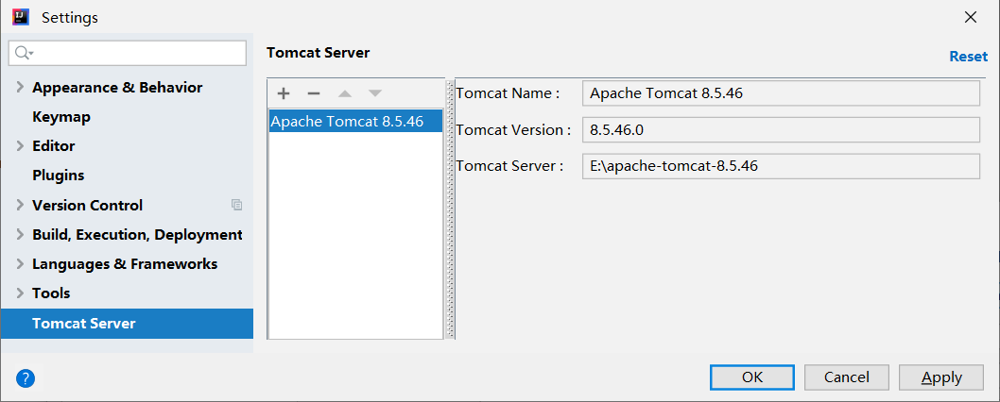 Settings
Tomcat Server
Reset
Appearance & Behavior
Keymap
Editor
Plugins
Version Control
Build, Execution, Deployment
Languages & Frameworks
Tools
Tomcat Server
Apache Tomcat 8.5.46
Tomcat Name : Apache Tomcat 8.5.46
Tomcat Version : 8.5.46.0
Tomcat Server : E:\apache-tomcat-8.5.46
?
OK Cancel Apply